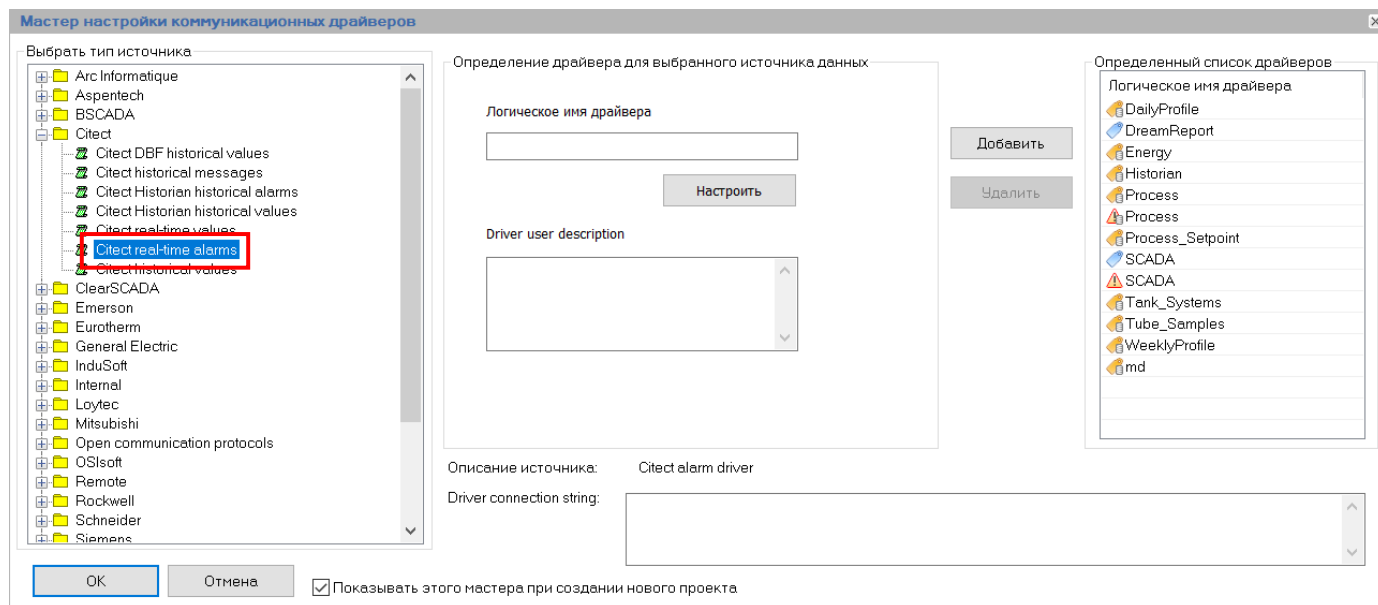 Мастер настройки коммуникационных драйверов
Выбрать тип источника
Arc Informatique
Aspentech
BSCADA
Citect
Citect DBF historical values
Citect historical messages
Citect Historian historical alarms
Citect Historian historical values
Citect real-time values
Citect real-time alarms
Citect historical values
ClearSCADA
Emerson
Eurotherm
General Electric
InduSoft
Internal
Loytec
Mitsubishi
Open communication protocols
OSIsoft
Remote
Rockwell
Schneider
Siemens
Определение драйвера для выбранного источника данных
Логическое имя драйвера
Настроить
Driver user description
Добавить
Удалить
Определенный список драйверов
Логическое имя драйвера
DailyProfile
DreamReport
Energy
Historian
Process
Process
Process_Setpoint
SCADA
SCADA
Tank_Systems
Tube_Samples
WeeklyProfile
md
Описание источника: Citect alarm driver
Driver connection string:
OK
Отмена
Показывать этого мастера при создании нового проекта